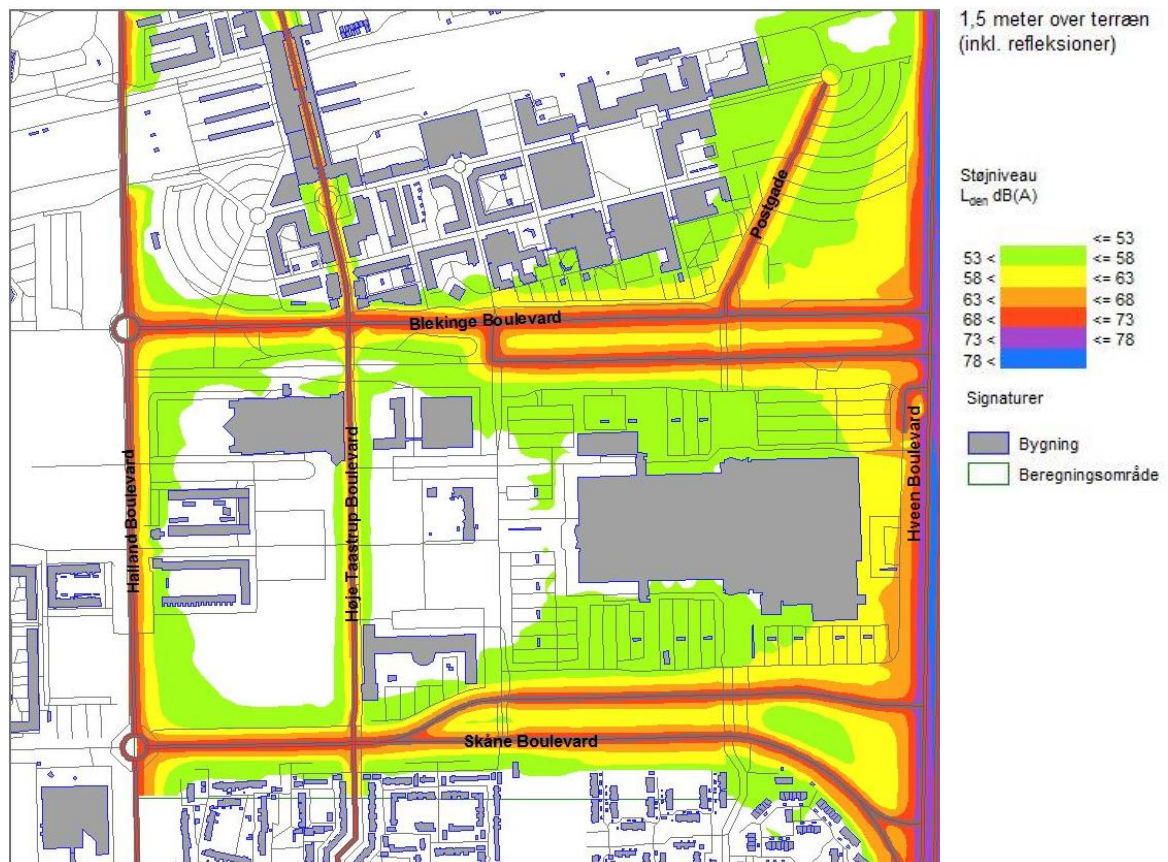 1,5 meter over terræn
(inkl. refleksioner)
Støjniveau
Lden dB(A)
<= 53
53 < <= 58
58 < <= 63
63 < <= 68
68 < <= 73
73 < <= 78
78 <
Signaturer
Bygning
Beregningsområde
Postgade
Blekinge Boulevard
Halland Boulevard
Høje Taastrup Boulevard
Hveen Boulevard
Skåne Boulevard